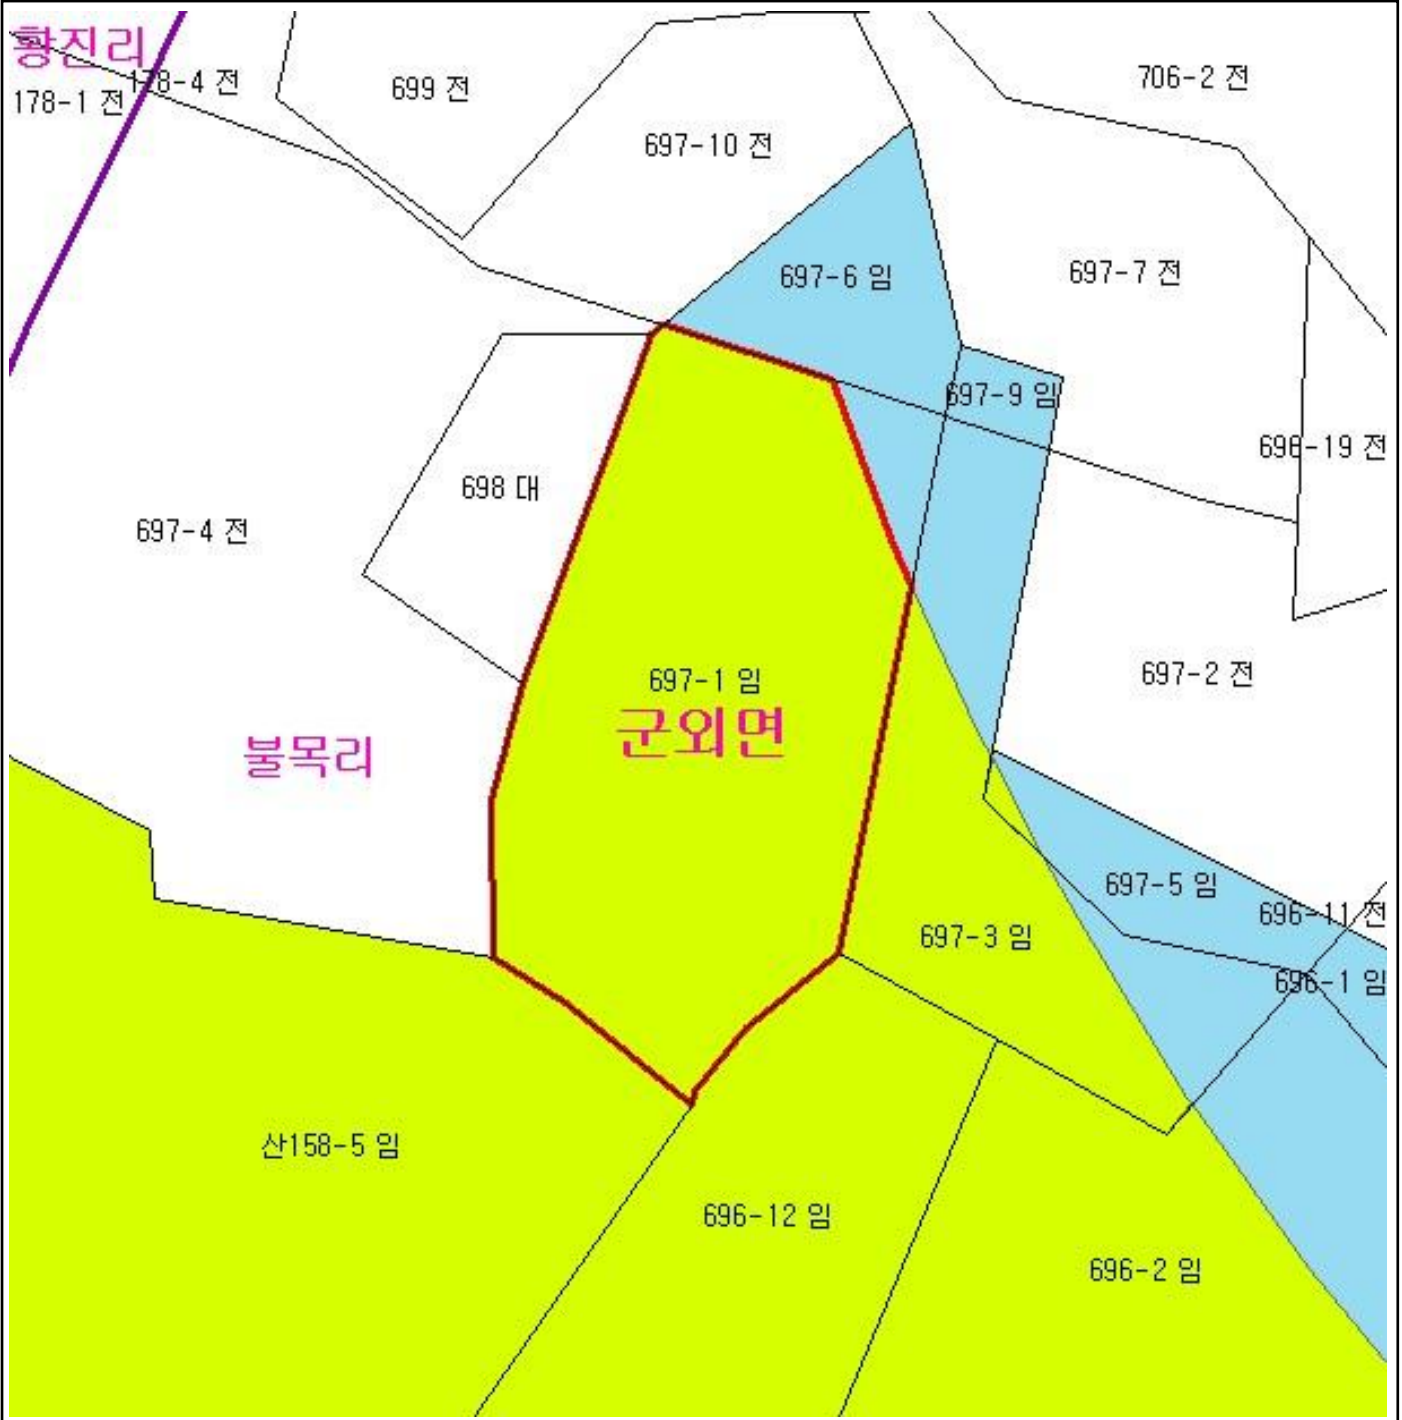 황진리
178-4 전
178-1 전
699 전
706-2 전
697-10 전
697-6 임
697-7 전
697-9 임
696-19 전
698 대
697-4 전
697-1 임
697-2 전
군외면
불목리
697-5 임
696-11 전
697-3 임
696-1 임
산158-5 임
696-12 임
696-2 임